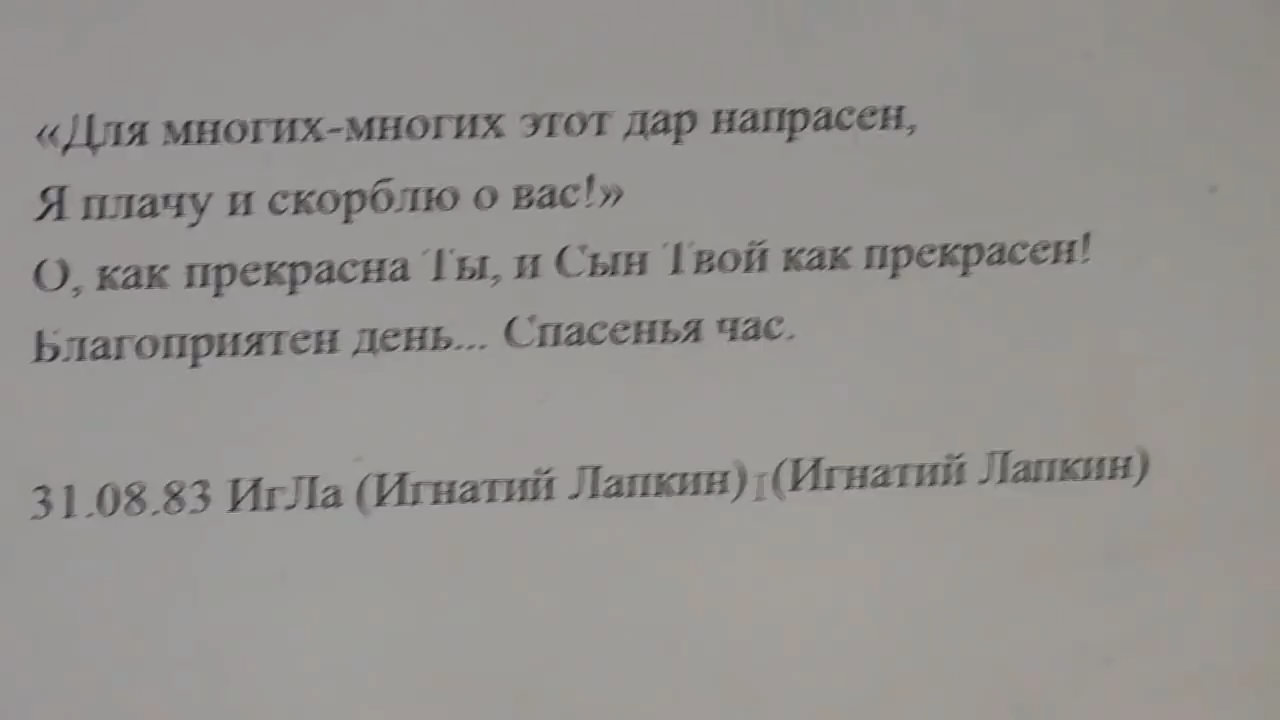 «Для многих-многих этот дар напрасен,
Я плачу и скорблю о вас!»
О, как прекрасна Ты, и Сын Твой как прекрасен!
Благоприятен день... Спасенья час.
31.08.83 ИгЛа (Игнатий Лапкин) (Игнатий Лапкин)